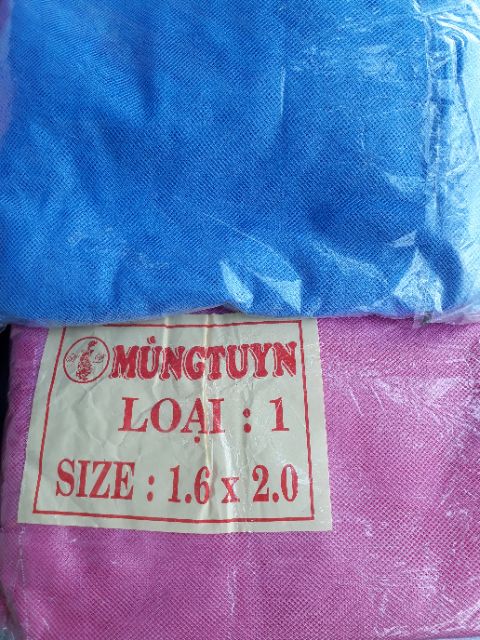 MÙNGTUYN
LOẠI : 1
SIZE : 1.6 x 2.0